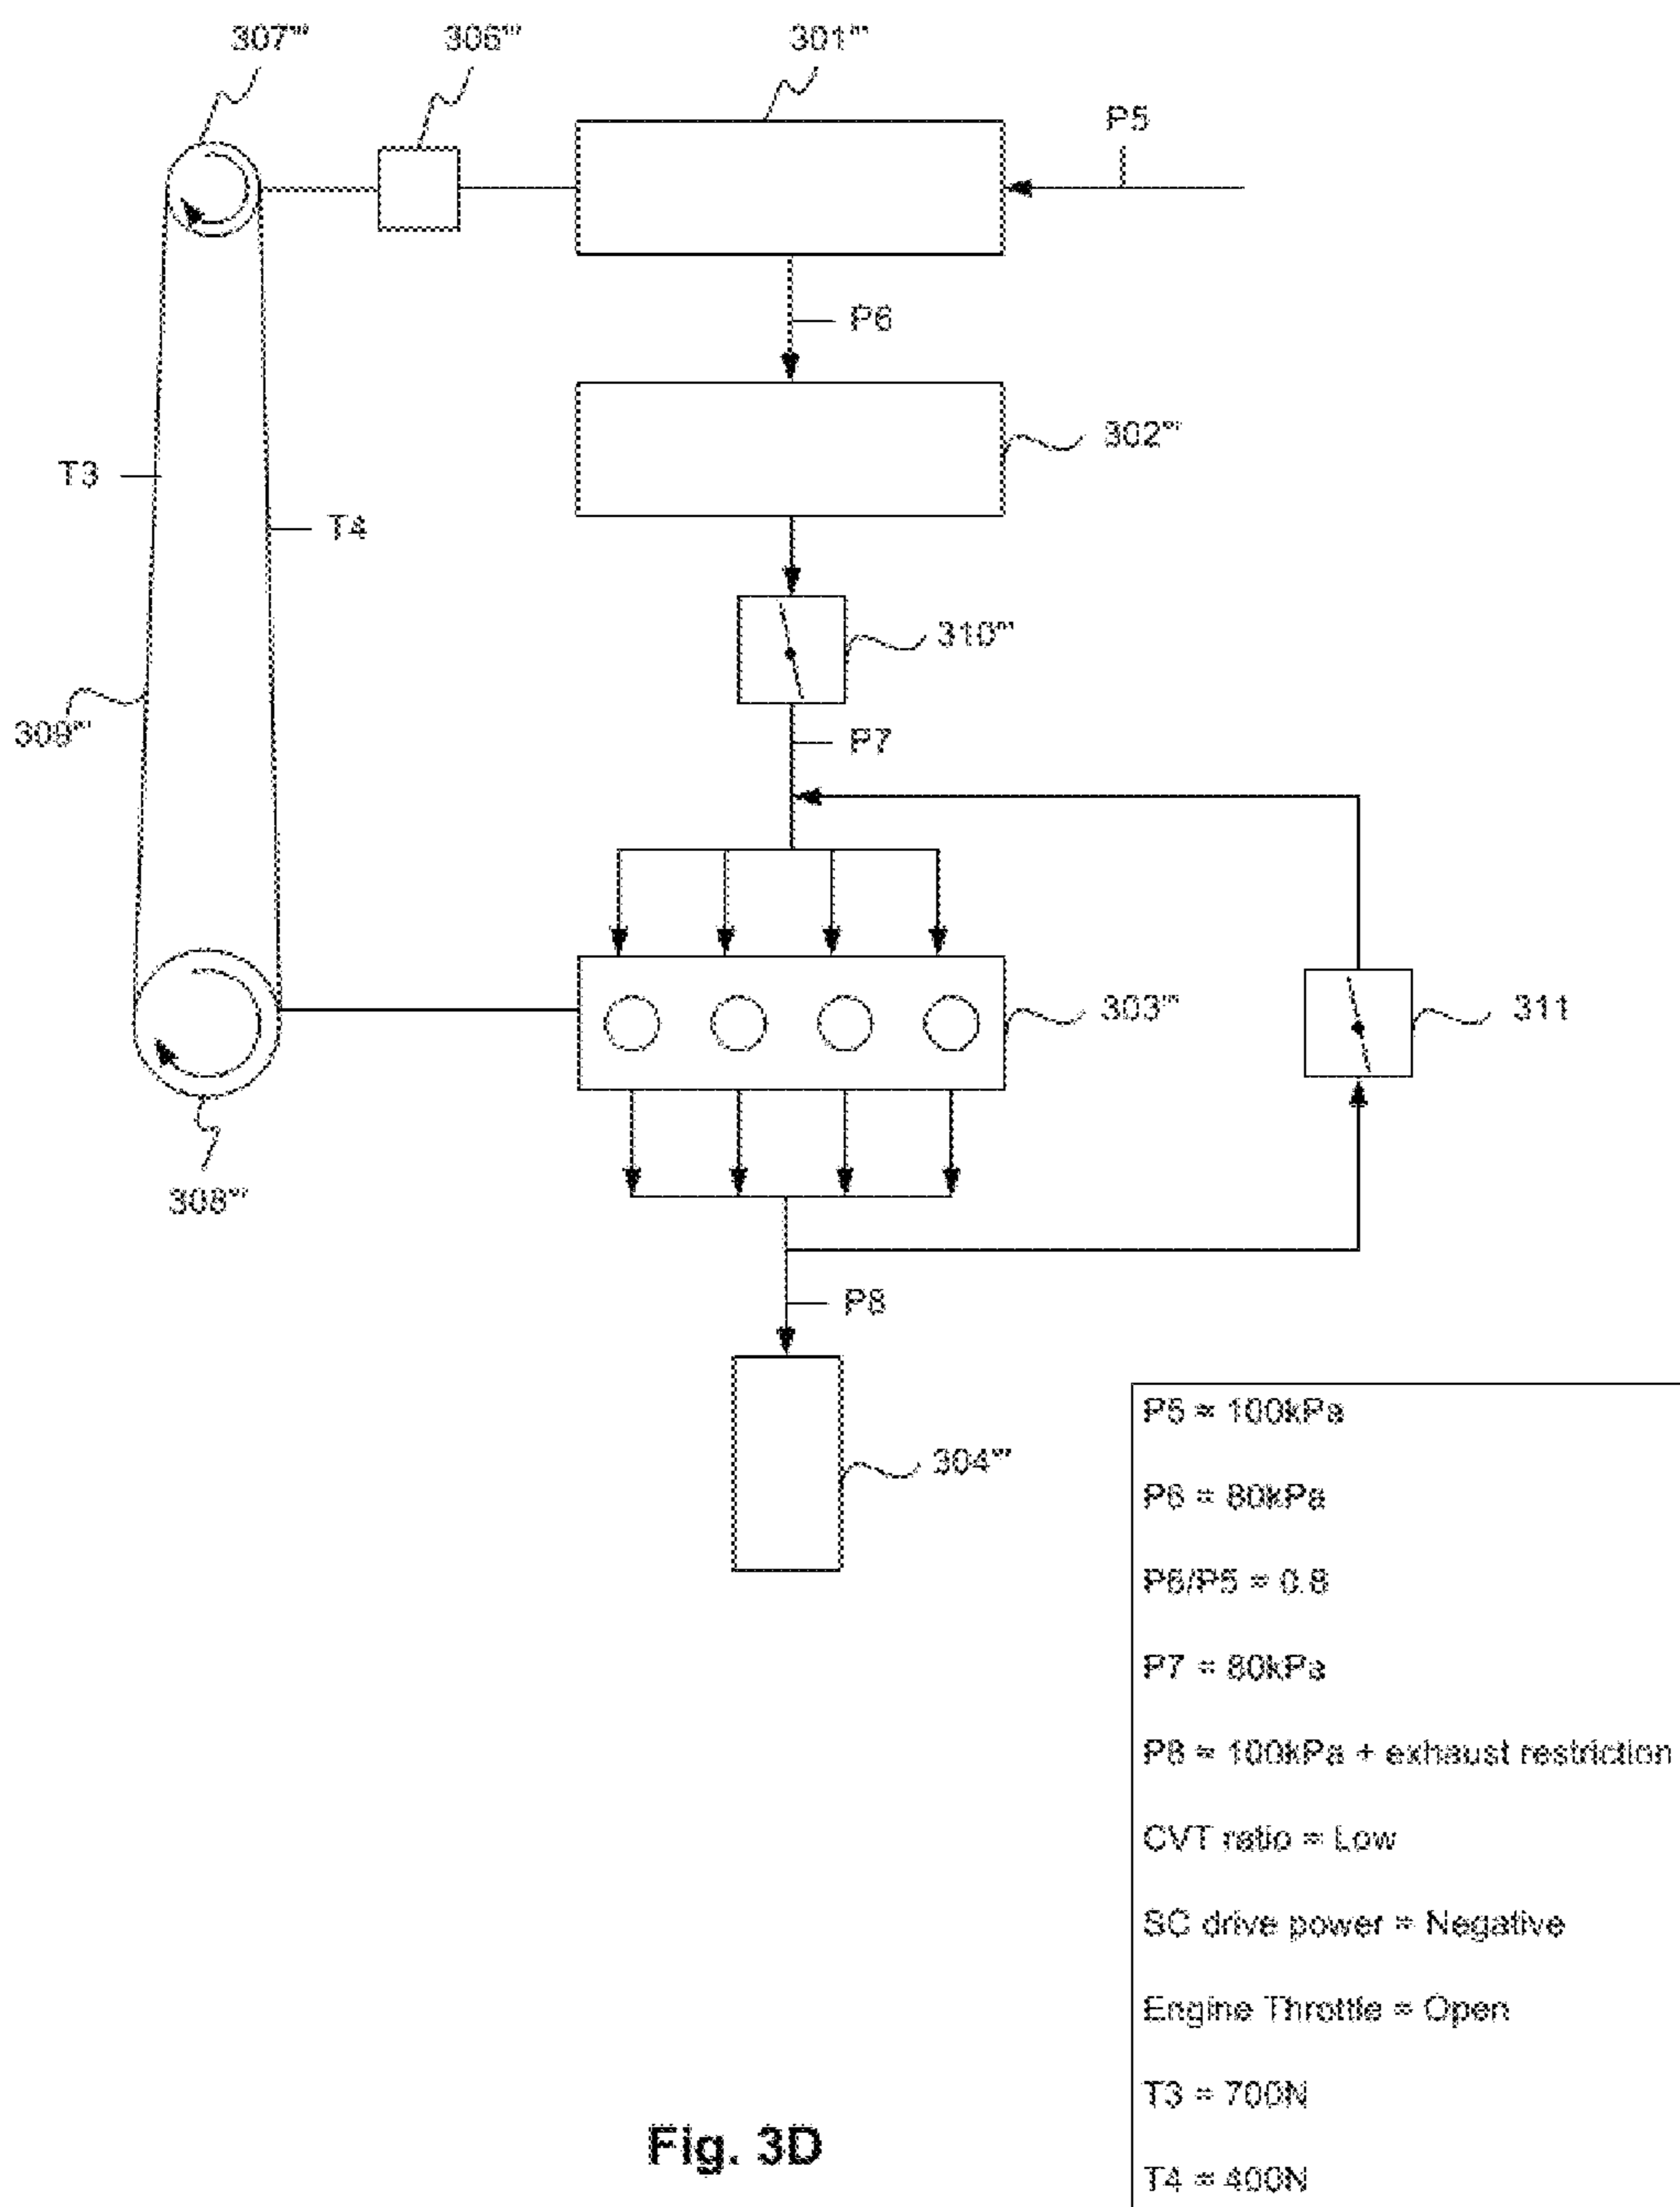 307''' 306''' 301'''
P5
P6
302'''
T3
T4
310'''
309'''
P7
303'''
311
308'''
P8
304'''
P5 = 100kPa
P6 = 80kPa
P6/P5 = 0.8
P7 = 80kPa
P8 = 100kPa + exhaust restriction
CVT ratio = Low
SC drive power = Negative
Engine Throttle = Open
T3 = 700N
T4 = 400N
Fig. 3D